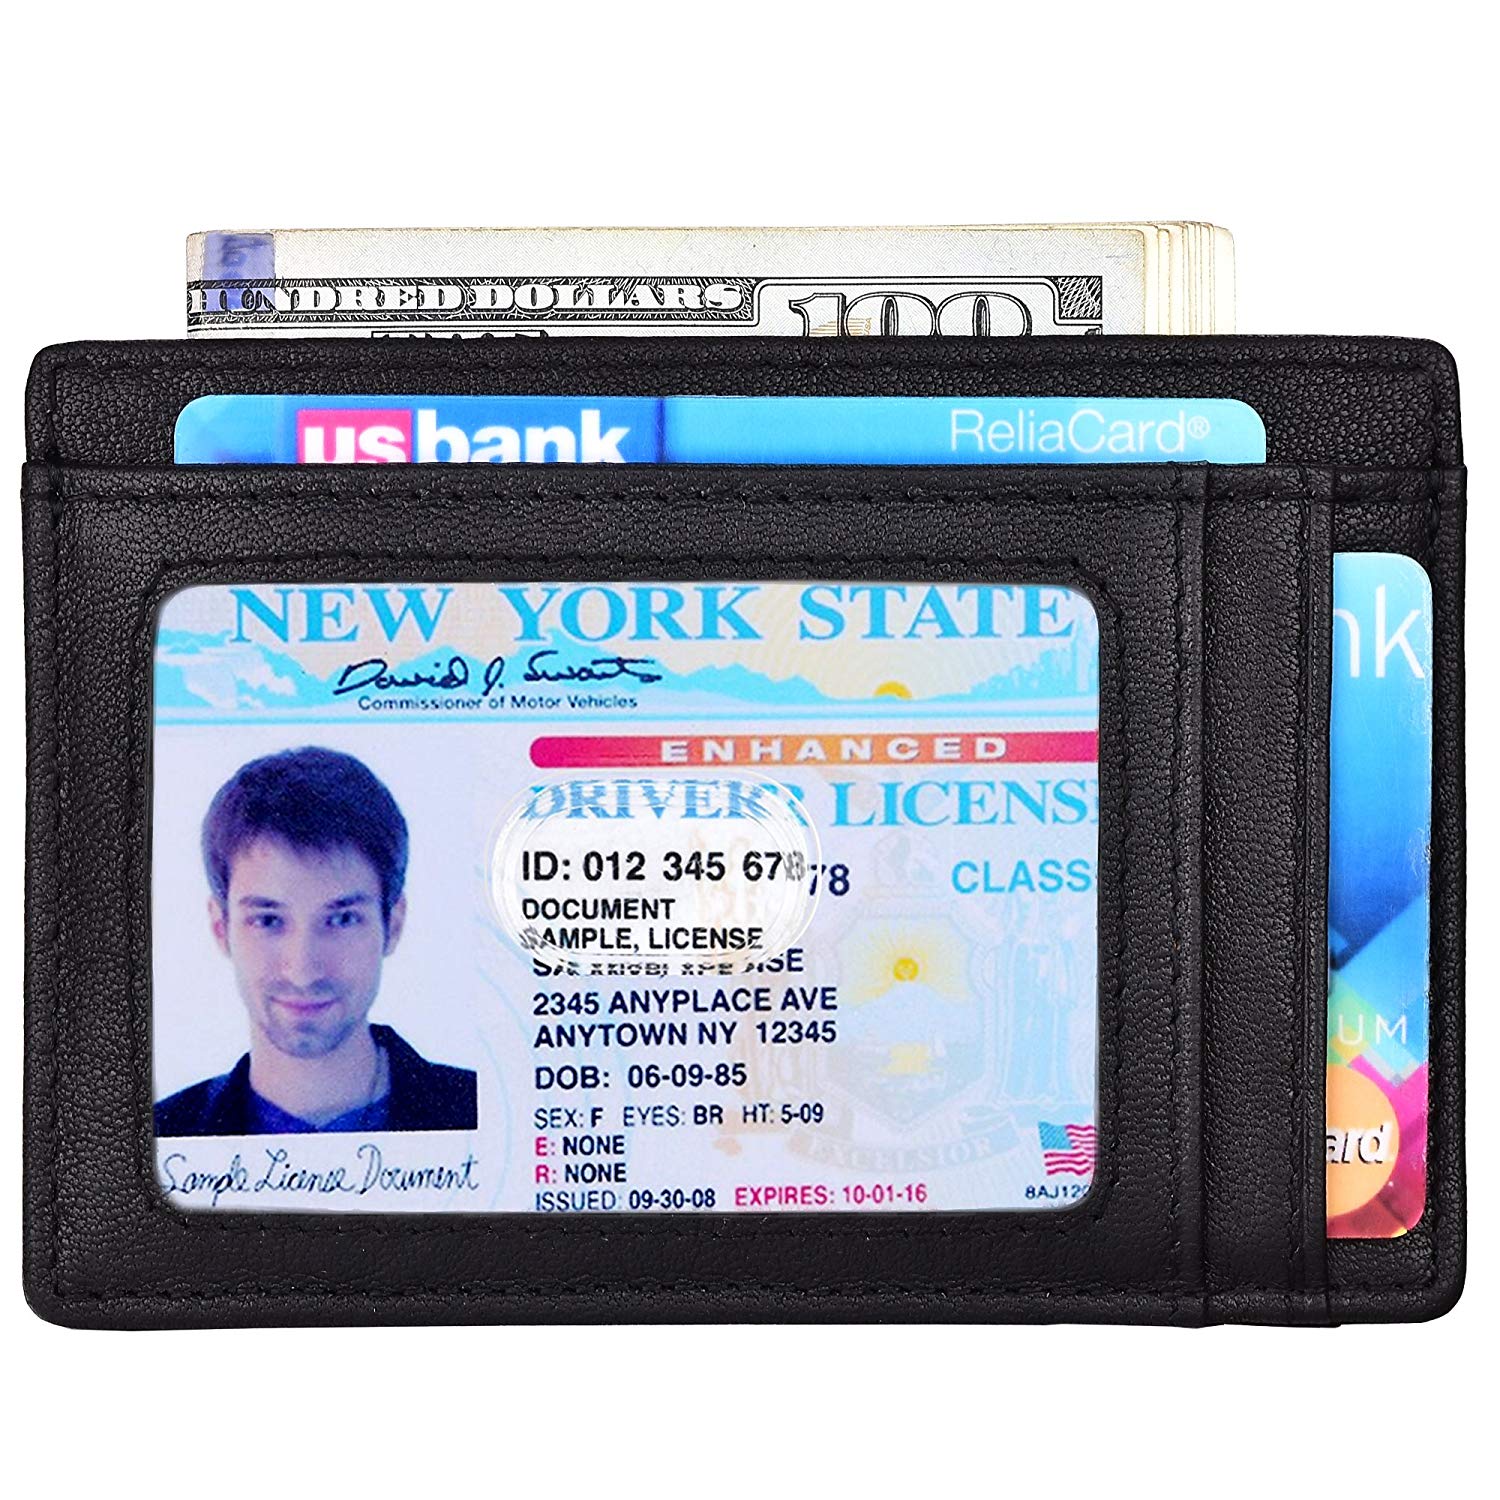 HUNDRED DOLLARS 100
usbank ReliaCard®
NEW YORK STATE
David J. Swarts
Commissioner of Motor Vehicles
ENHANCED
DRIVER LICENS
ID: 012 345 678 78
CLASS
DOCUMENT
SAMPLE, LICENSE
2345 ANYPLACE AVE
ANYTOWN NY 12345
DOB: 06-09-85
SEX: F EYES: BR HT: 5-09
E: NONE
R: NONE
ISSUED: 09-30-08 EXPIRES: 10-01-16
EXCELSIOR
8AJ12
Sample License Document
nk
UM
ard